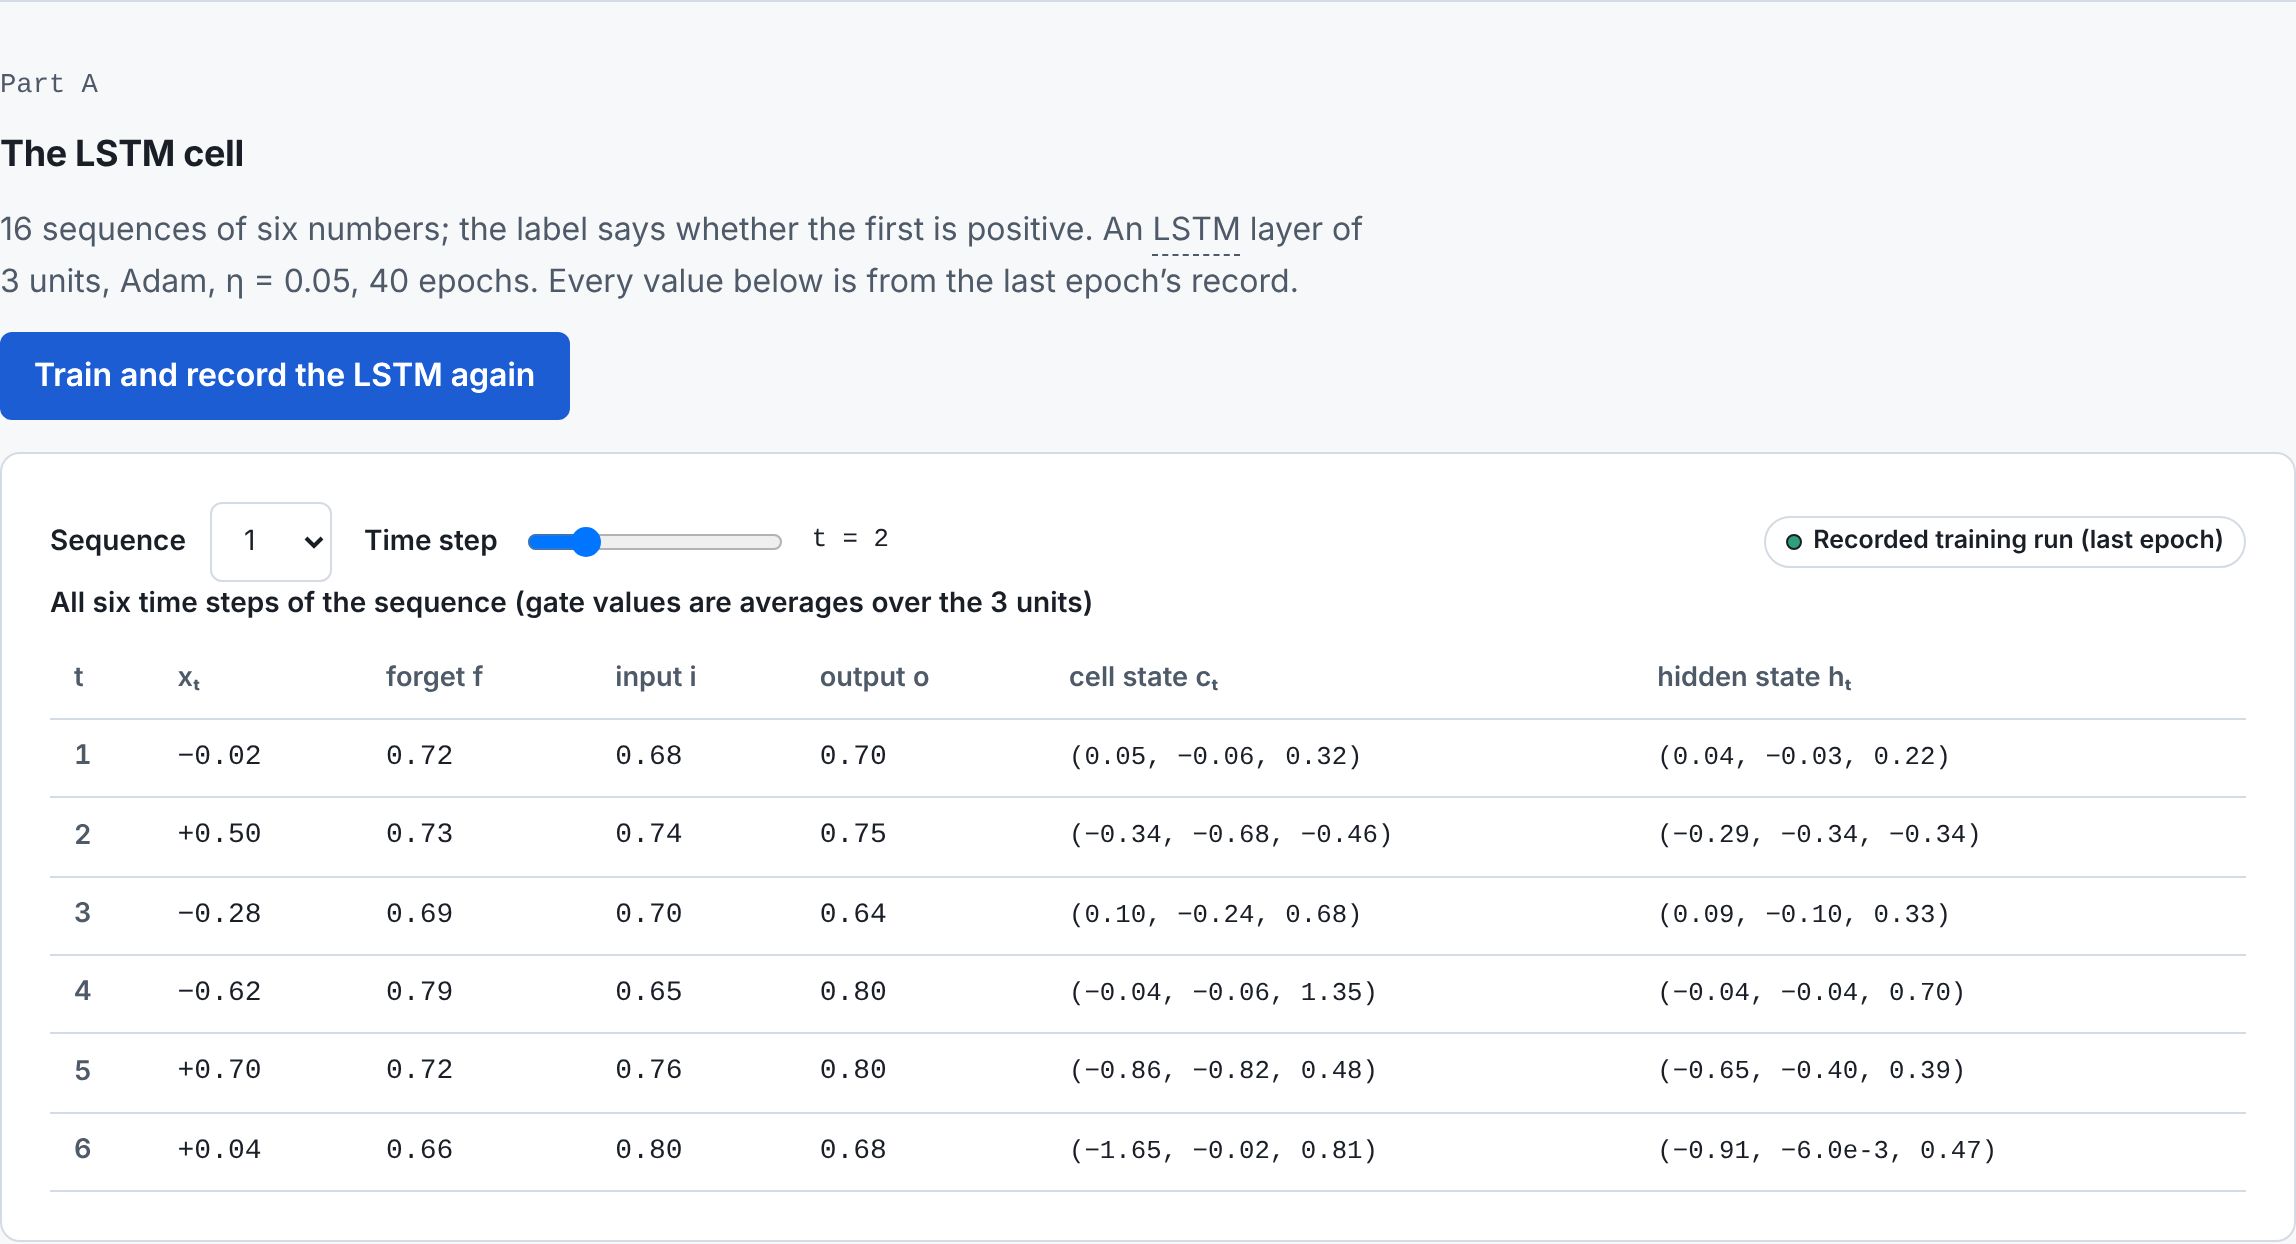 Part A
The LSTM cell
16 sequences of six numbers; the label says whether the first is positive. An LSTM layer of
3 units, Adam, η = 0.05, 40 epochs. Every value below is from the last epoch’s record.
Train and record the LSTM again
Sequence 1 Time step t = 2 Recorded training run (last epoch)
All six time steps of the sequence (gate values are averages over the 3 units)
t xₜ forget f input i output o cell state cₜ hidden state hₜ
1 −0.02 0.72 0.68 0.70 (0.05, −0.06, 0.32) (0.04, −0.03, 0.22)
2 +0.50 0.73 0.74 0.75 (−0.34, −0.68, −0.46) (−0.29, −0.34, −0.34)
3 −0.28 0.69 0.70 0.64 (0.10, −0.24, 0.68) (0.09, −0.10, 0.33)
4 −0.62 0.79 0.65 0.80 (−0.04, −0.06, 1.35) (−0.04, −0.04, 0.70)
5 +0.70 0.72 0.76 0.80 (−0.86, −0.82, 0.48) (−0.65, −0.40, 0.39)
6 +0.04 0.66 0.80 0.68 (−1.65, −0.02, 0.81) (−0.91, −6.0e-3, 0.47)